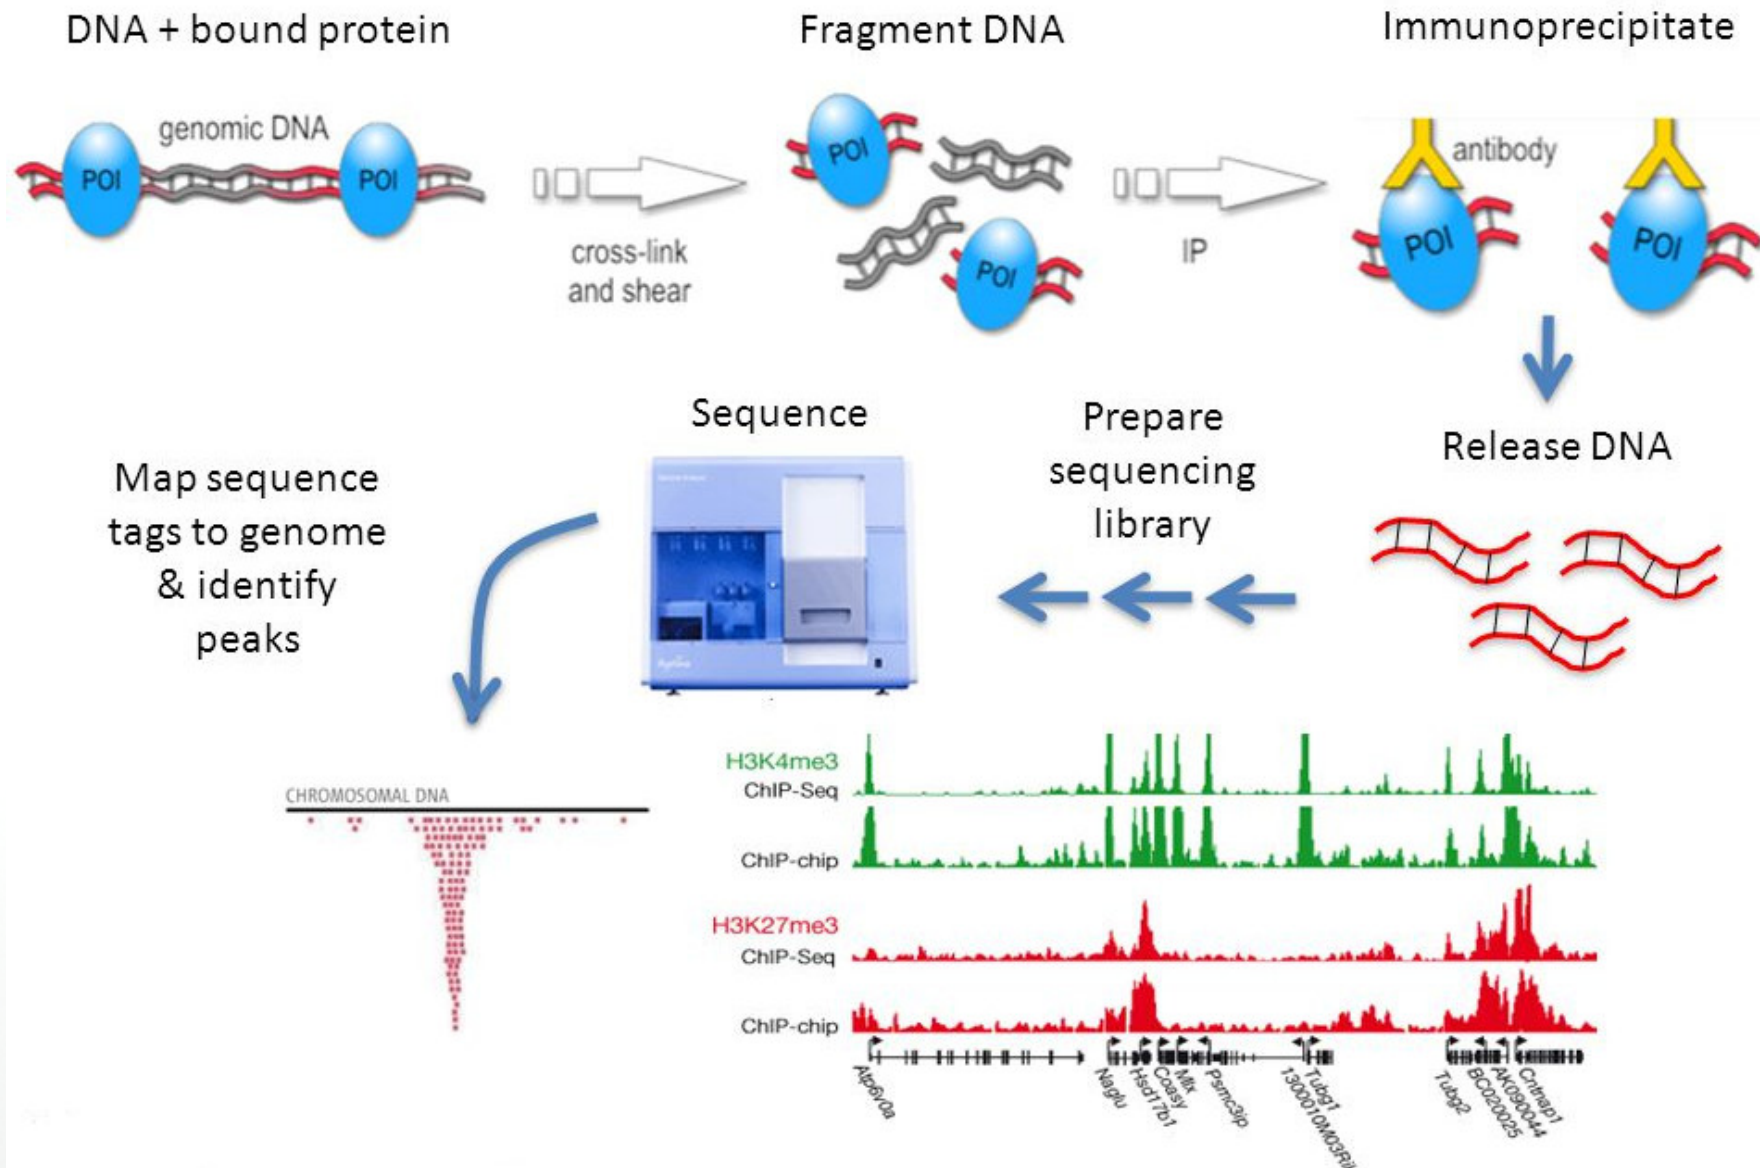 DNA + bound protein
Fragment DNA
Immunoprecipitate
genomic DNA
POI
POI
cross-link
and shear
POI
POI
IP
antibody
POI
POI
Release DNA
Prepare
sequencing
library
Sequence
Map sequence
tags to genome
& identify
peaks
CHROMOSOMAL DNA
H3K4me3
ChIP-Seq
ChIP-chip
H3K27me3
ChIP-Seq
ChIP-chip
Atp6v0a
Naglu
Hsd17b1
Coasy
Mlx
Psmc3ip
1300010M03Rik
Tubg1
Tubg2
BC020025
AK090044
Cntnap1